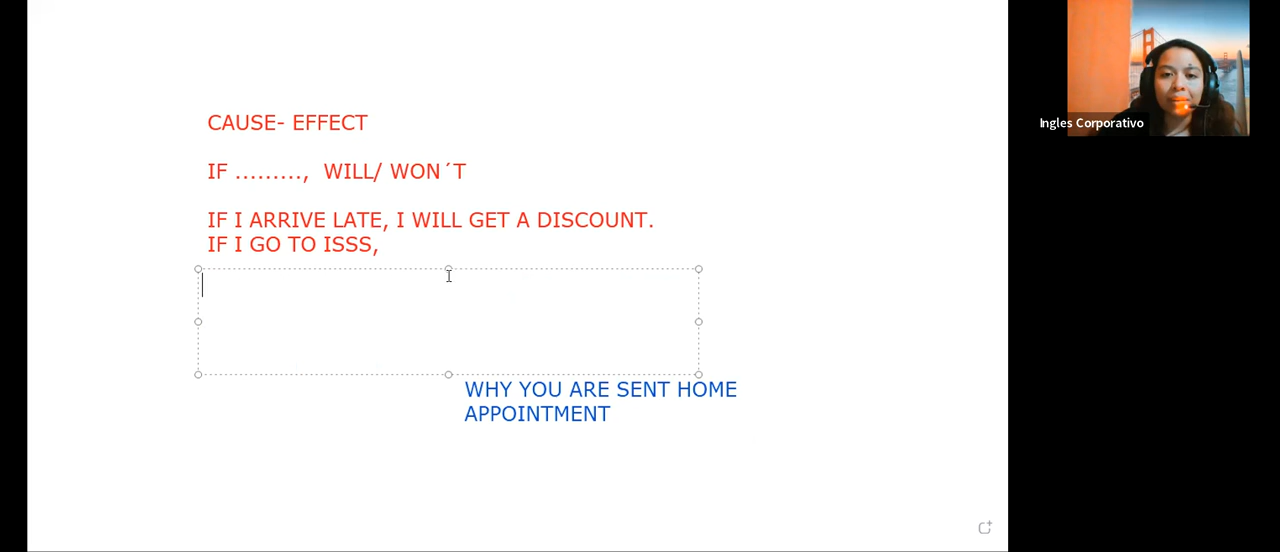 CAUSE- EFFECT
IF ........., WILL/ WON´T
IF I ARRIVE LATE, I WILL GET A DISCOUNT.
IF I GO TO ISSS,
WHY YOU ARE SENT HOME
APPOINTMENT
Ingles Corporativo